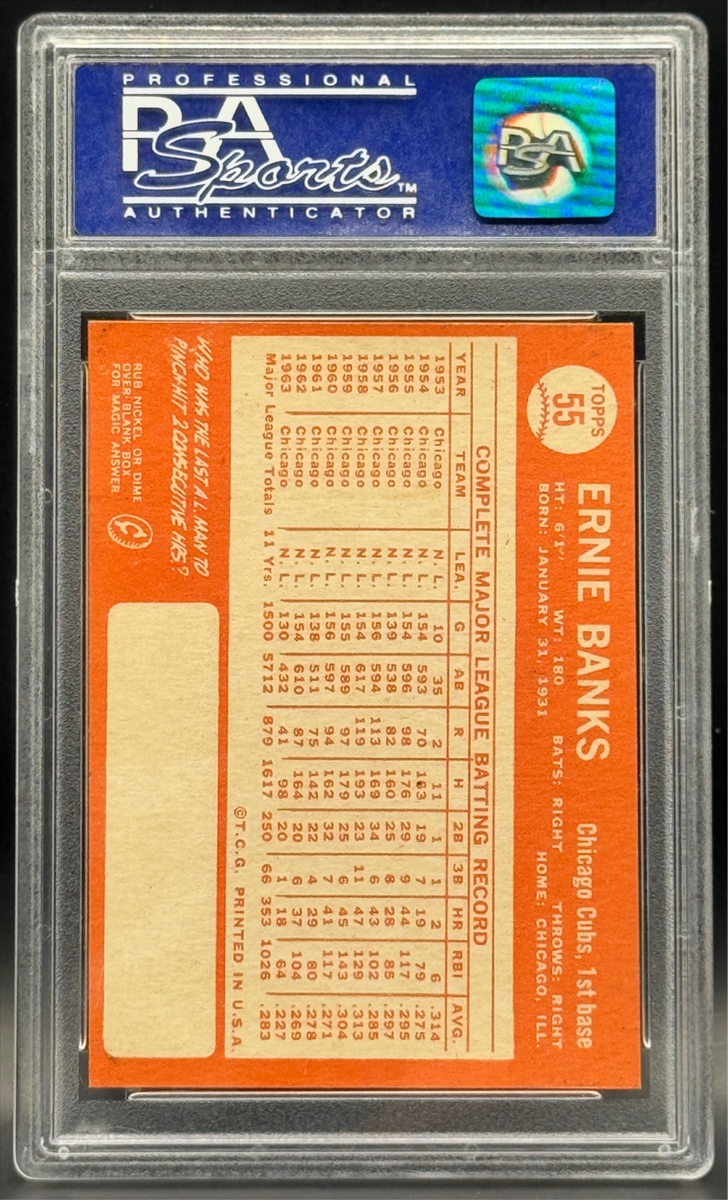 PROFESSIONAL
PSA
Sports™
AUTHENTICATOR
PSA
TOPPS
55
ERNIE BANKS Chicago Cubs, 1st base
HT: 6'1" WT: 180 BATS: RIGHT THROWS: RIGHT
BORN: JANUARY 31, 1931 HOME: CHICAGO, ILL.
COMPLETE MAJOR LEAGUE BATTING RECORD
YEAR TEAM LEA. G AB R H 2B 3B HR RBI AVG.
1953 Chicago N. L. 10 35 2 11 1 1 2 6 .314
1954 Chicago N. L. 154 593 70 163 19 7 19 79 .275
1955 Chicago N. L. 154 596 98 176 29 9 44 117 .295
1956 Chicago N. L. 139 538 82 160 25 8 28 85 .297
1957 Chicago N. L. 156 594 113 169 34 6 43 102 .285
1958 Chicago N. L. 154 617 119 193 23 11 47 129 .313
1959 Chicago N. L. 155 589 97 179 25 6 45 143 .304
1960 Chicago N. L. 156 597 94 162 32 7 41 117 .271
1961 Chicago N. L. 138 511 75 142 22 4 29 80 .278
1962 Chicago N. L. 154 610 87 164 20 6 37 104 .269
1963 Chicago N. L. 130 432 41 98 20 1 18 64 .227
Major League Totals 11 Yrs. 1500 5712 879 1617 250 66 353 1026 .283
©T.C.G. PRINTED IN U.S.A.
WHO WAS THE LAST A.L. MAN TO
PINCH-HIT 2 CONSECUTIVE HRS.?
RUB NICKEL OR DIME
OVER BLANK BOX
FOR MAGIC ANSWER